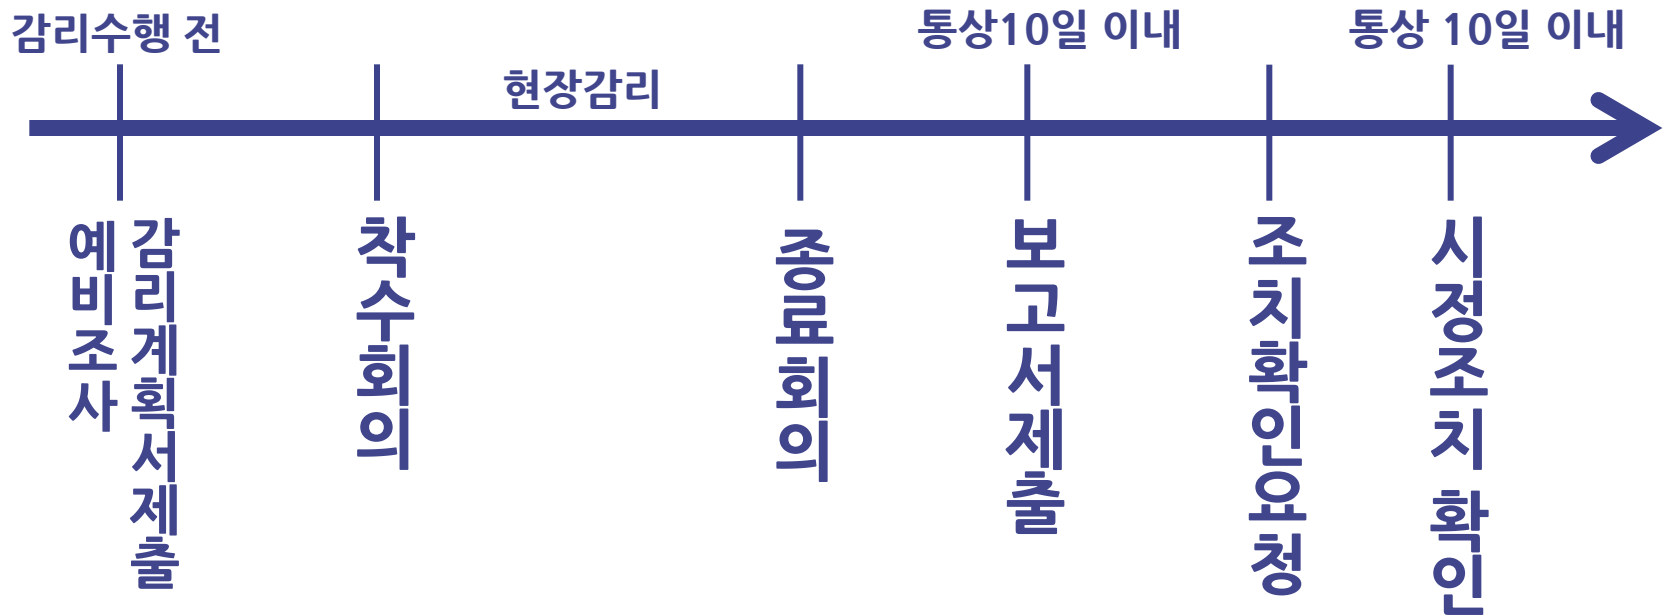 감리수행 전
현장감리
통상10일 이내
통상 10일 이내
예비조사
감리계획서제출
착수회의
종료회의
보고서제출
조치확인요청
시정조치 확인